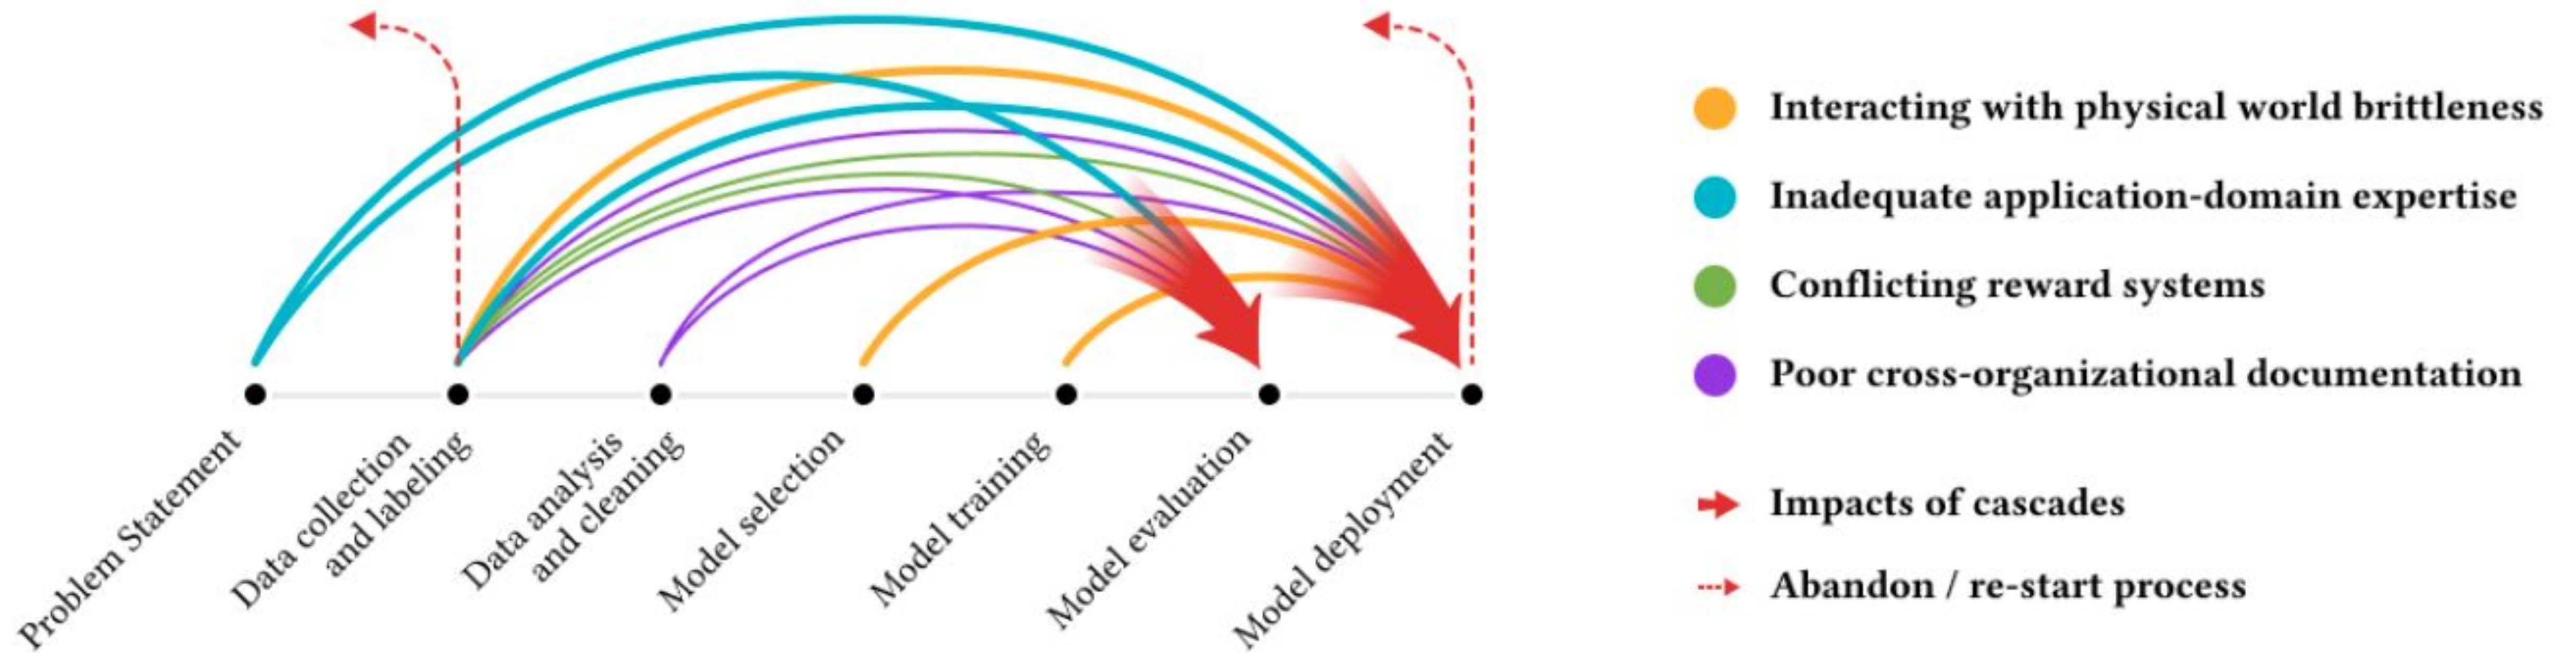 Interacting with physical world brittleness
Inadequate application-domain expertise
Conflicting reward systems
Poor cross-organizational documentation
Impacts of cascades
Abandon / re-start process
Problem Statement
Data collection
and labeling
Data analysis
and cleaning
Model selection
Model training
Model evaluation
Model deployment